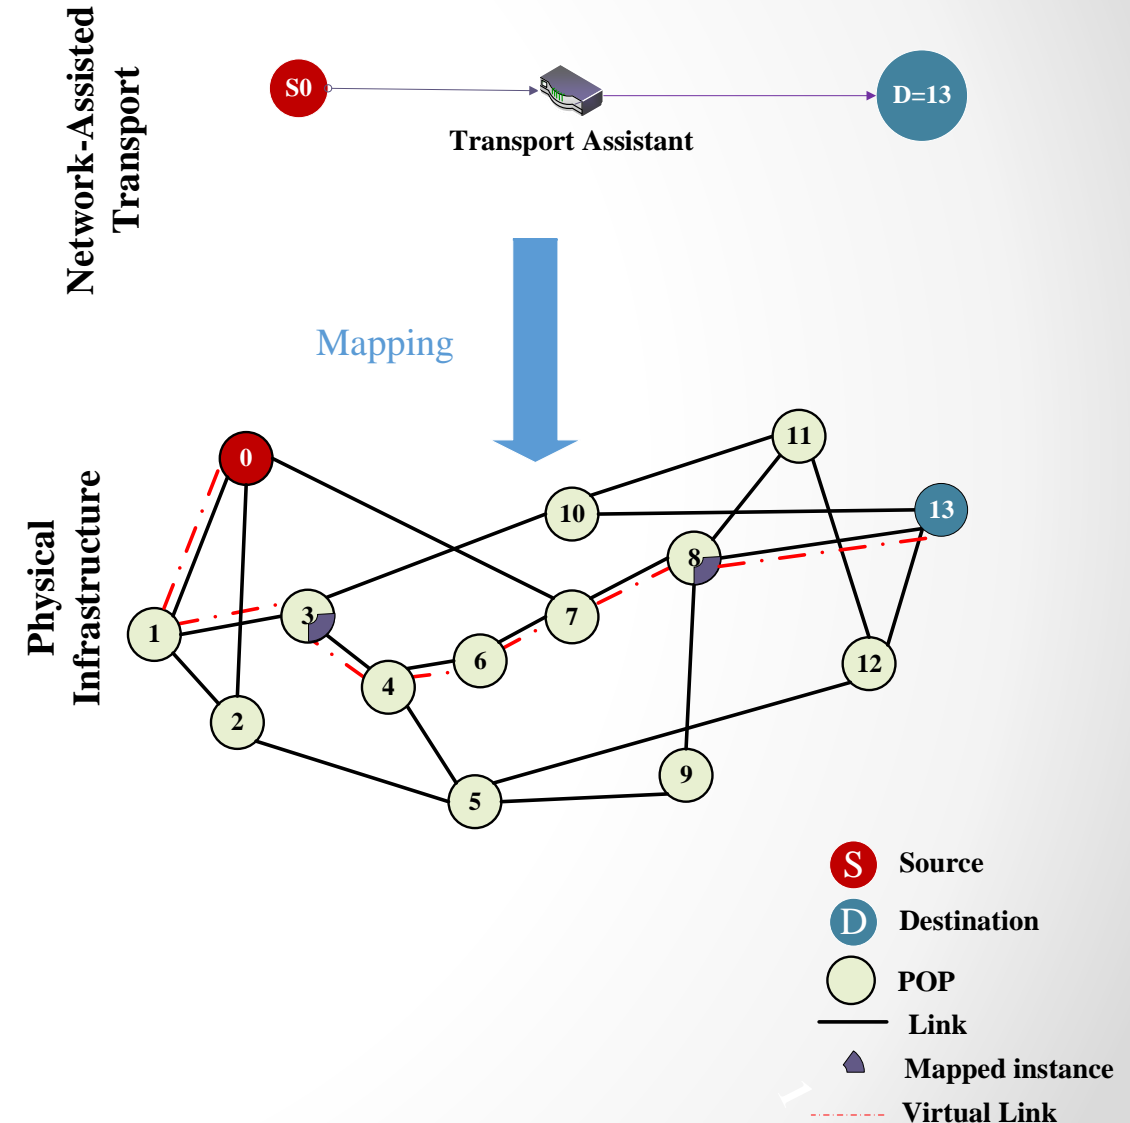 Network-Assisted
Transport
S0
D=13
Transport Assistant
Mapping
Physical
Infrastructure
0
11
10
13
8
3
7
1
6
12
4
2
9
5
S Source
D Destination
POP
Link
Mapped instance
Virtual Link